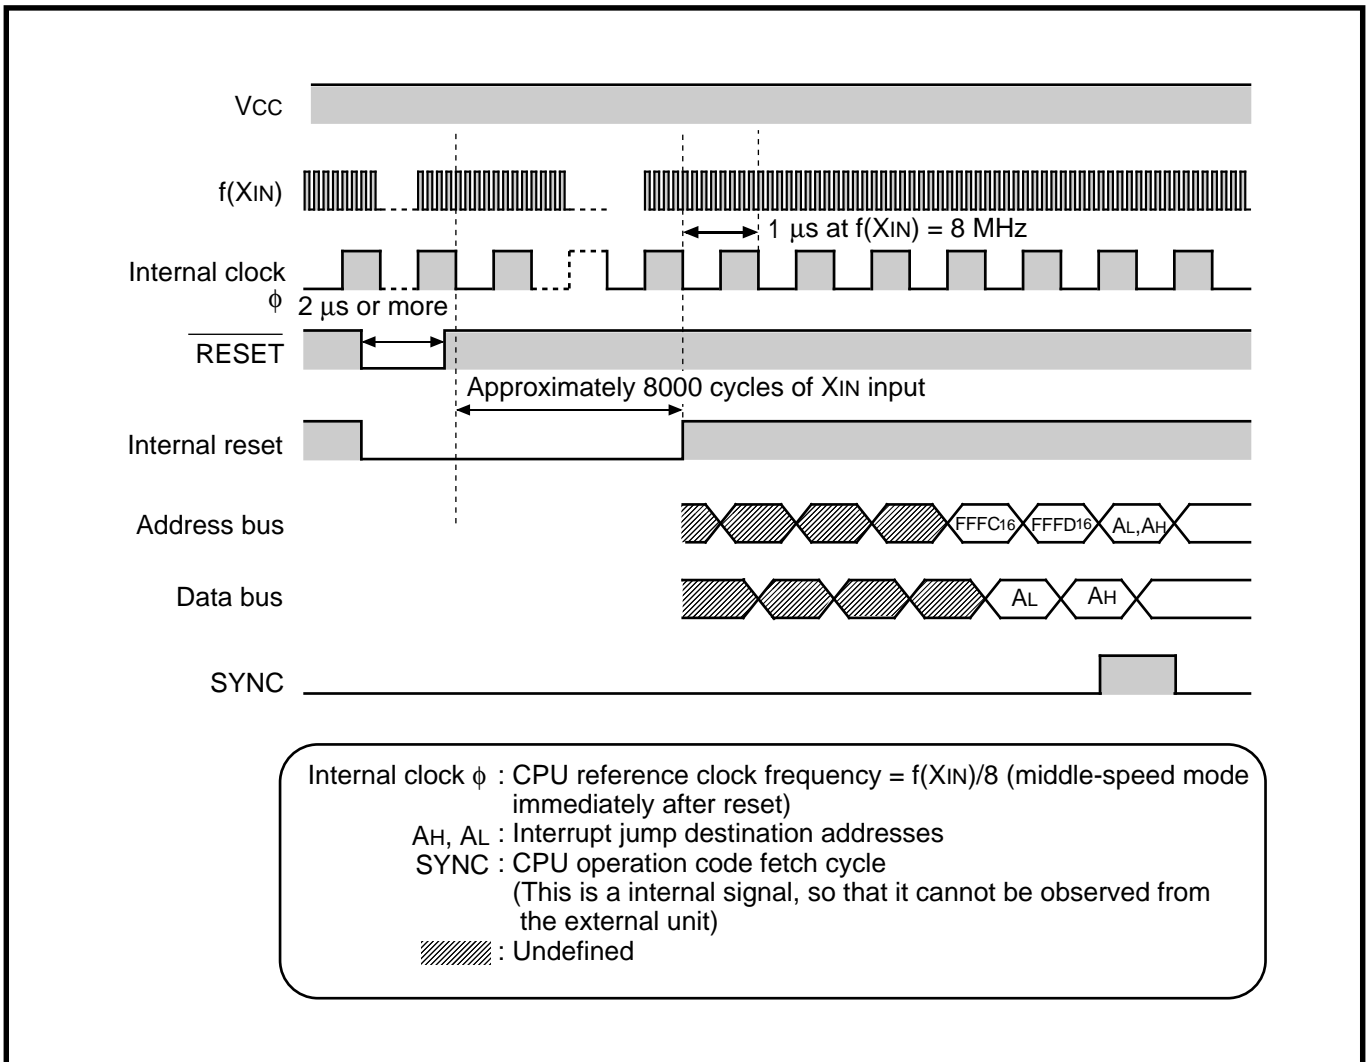 VCC
f(XIN)
1 μs at f(XIN) = 8 MHz
Internal clock
ϕ
2 μs or more
RESET
Approximately 8000 cycles of XIN input
Internal reset
Address bus
FFFC16
FFFD16
AL,AH
Data bus
AL
AH
SYNC
Internal clock ϕ : CPU reference clock frequency = f(XIN)/8 (middle-speed mode
immediately after reset)
AH, AL : Interrupt jump destination addresses
SYNC : CPU operation code fetch cycle
(This is a internal signal, so that it cannot be observed from
the external unit)
: Undefined